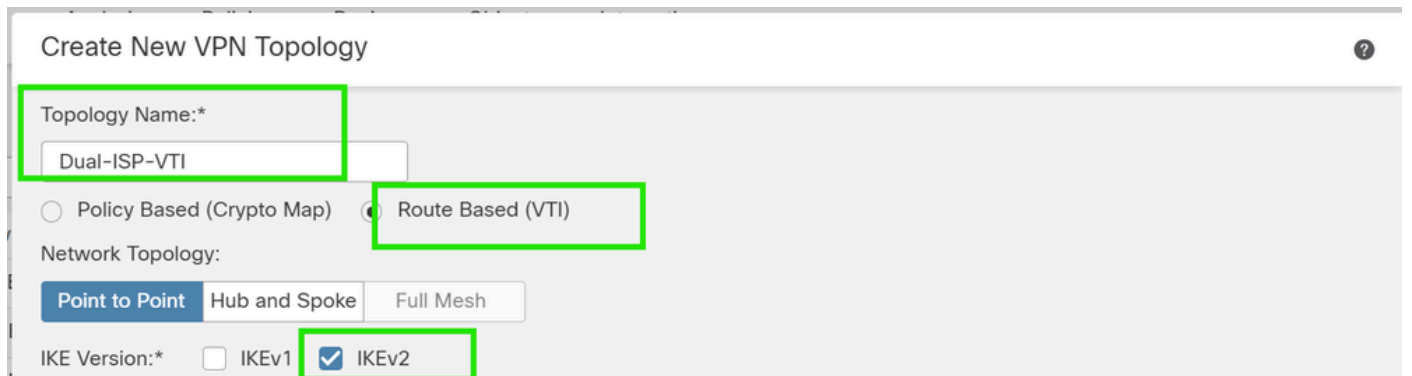 Create New VPN Topology
Topology Name:*
Dual-ISP-VTI
Policy Based (Crypto Map) Route Based (VTI)
Network Topology:
Point to Point Hub and Spoke Full Mesh
IKE Version:* IKEv1 IKEv2